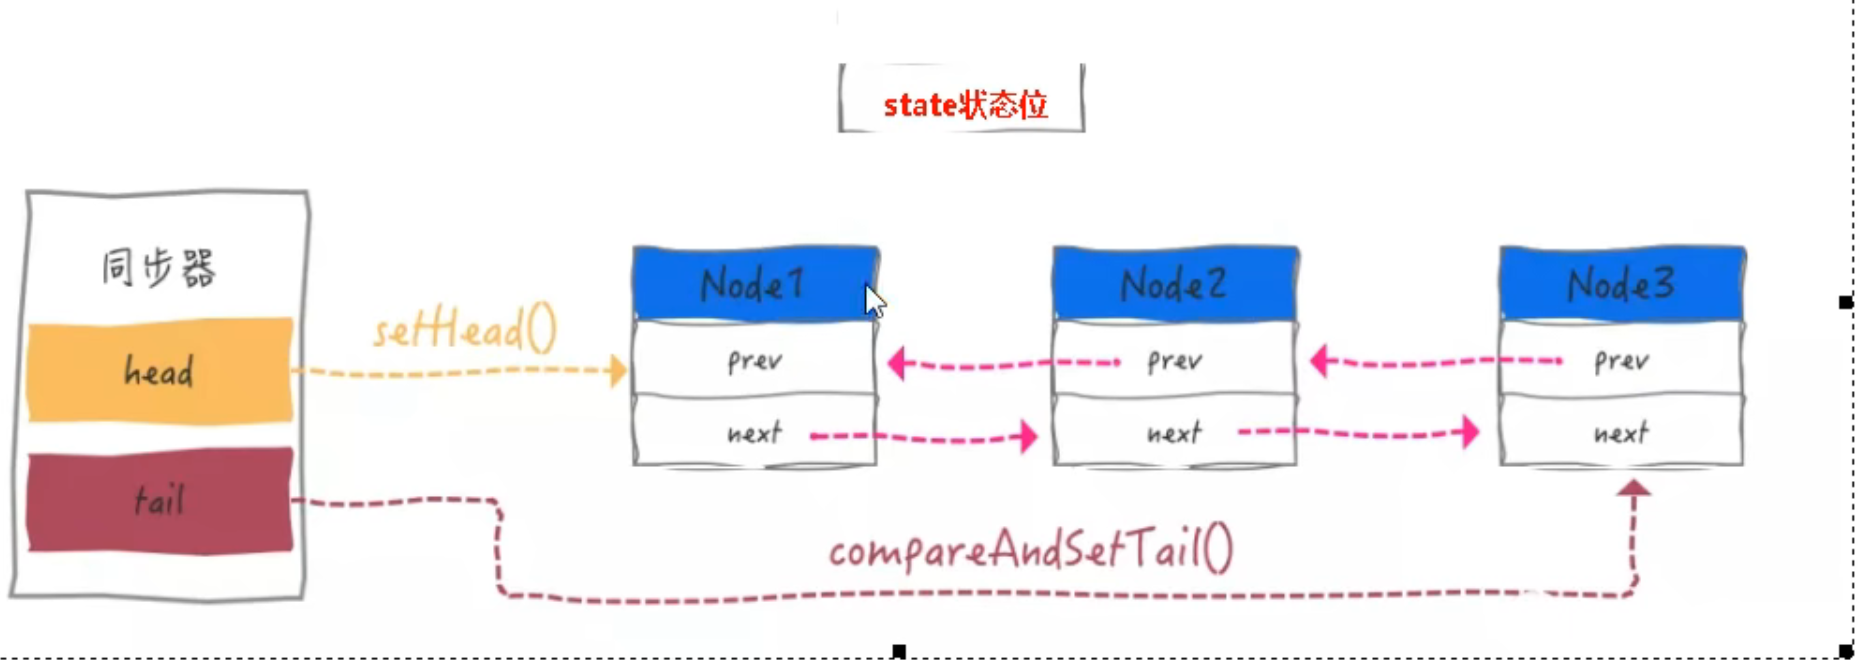 state状态位
同步器
head
tail
setHead()
Node1
prev
next
Node2
prev
next
Node3
prev
next
compareAndSetTail()